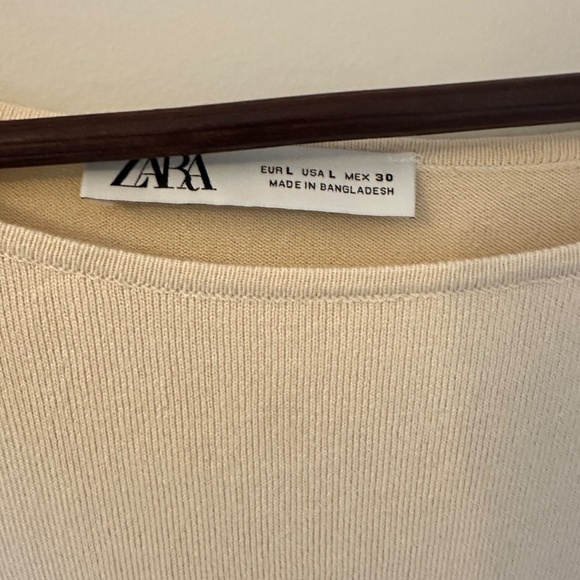 ZARA
EUR L USA L MEX 30
MADE IN BANGLADESH